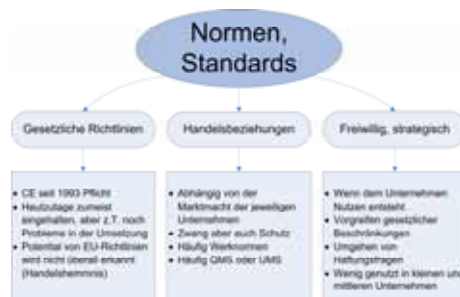 Normen,
Standards
Gesetzliche Richtlinien
Handelsbeziehungen
Freiwillig, strategisch
• CE seit 1993 Pflicht
• Heutzutage zumeist
eingehalten, aber z.T. noch
Probleme in der Umsetzung
• Potential von EU-Richtlinien
wird nicht überall erkannt
(Handelshemmnis)
• Abhängig von der
Marktmacht der jeweiligen
Unternehmen
• Zwang aber auch Schutz
• Häufig Werknormen
• Häufig QMS oder UMS
• Wenn dem Unternehmen
Nutzen entsteht
• Vorgreifen gesetzlicher
Beschränkungen
• Umgehen von
Haftungsfragen
• Wenig genutzt in kleinen und
mittleren Unternehmen